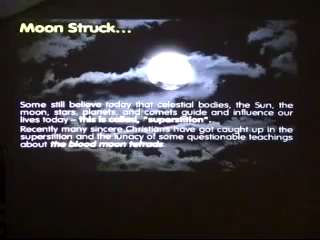 Moon Struck...
Some still believe today that celestial bodies, the Sun, the
moon, stars, planets, and comets guide and influence our
lives today – this is called, "superstition".
Recently many sincere Christians have got caught up in the
superstition and the lunacy of some questionable teachings
about the blood moon tetrads.